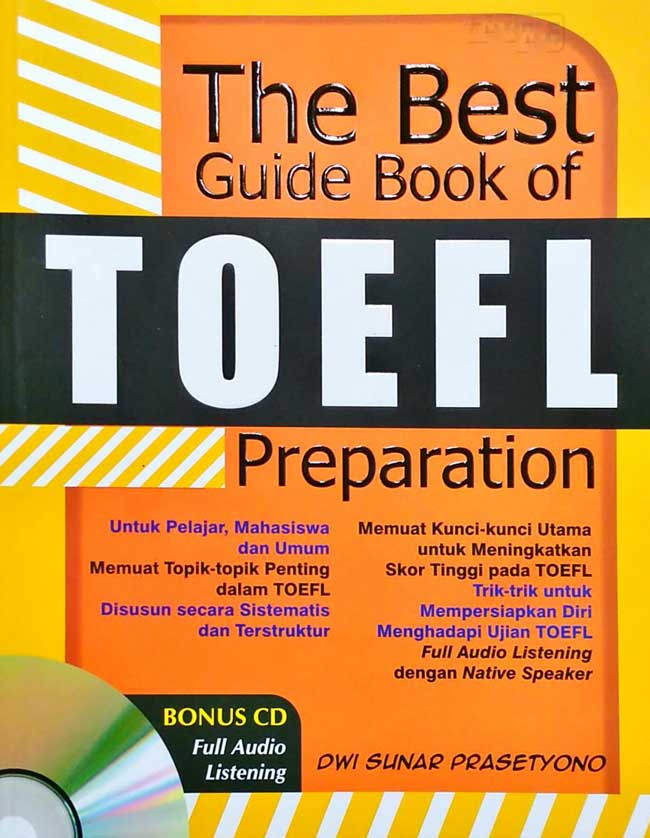 The Best
Guide Book of
TOEFL
Preparation
Untuk Pelajar, Mahasiswa
dan Umum
Memuat Topik-topik Penting
dalam TOEFL
Disusun secara Sistematis
dan Terstruktur
Memuat Kunci-kunci Utama
untuk Meningkatkan
Skor Tinggi pada TOEFL
Trik-trik untuk
Mempersiapkan Diri
Menghadapi Ujian TOEFL
Full Audio Listening
dengan Native Speaker
BONUS CD
Full Audio
Listening
DWI SUNAR PRASETYONO